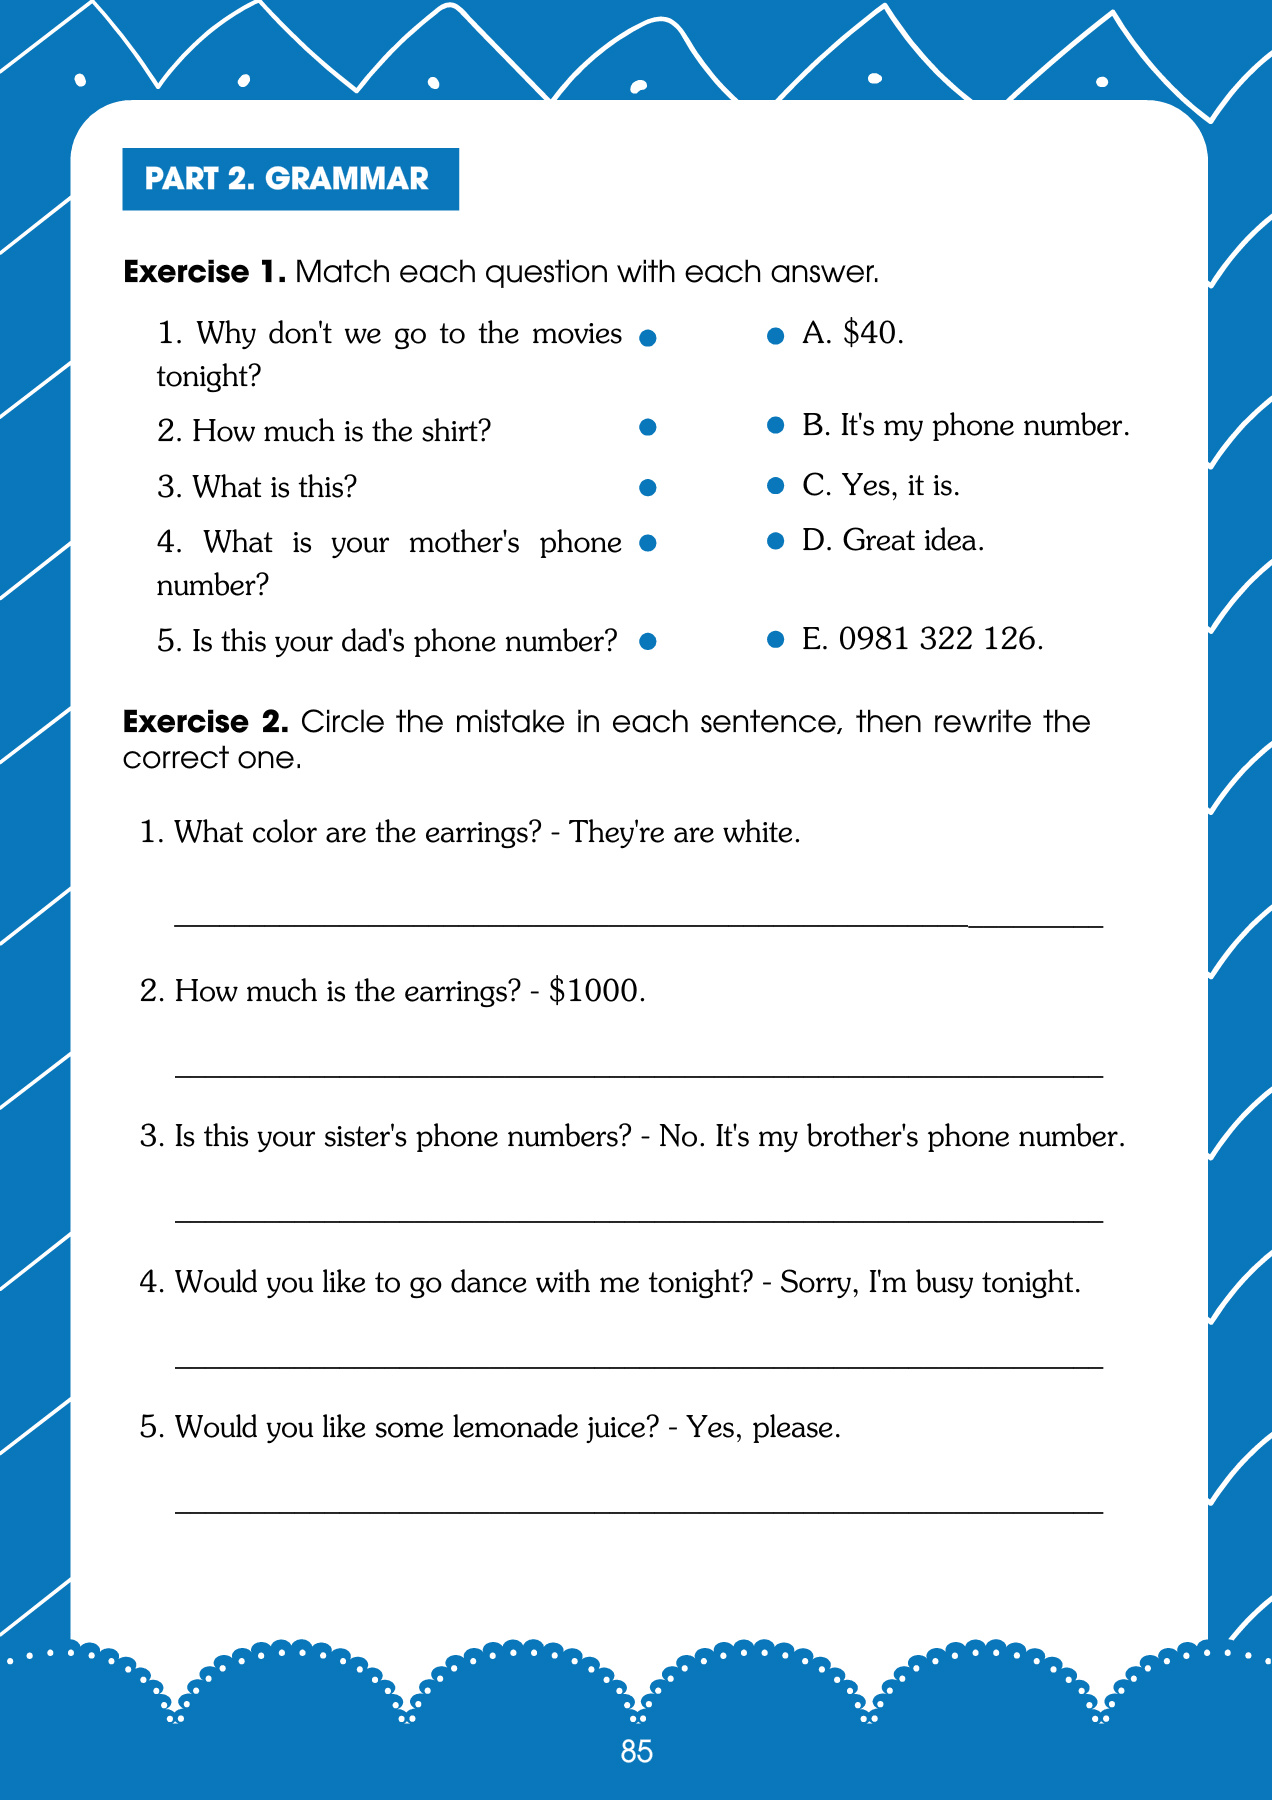 PART 2. GRAMMAR
Exercise 1. Match each question with each answer.
1. Why don't we go to the movies
tonight?
A. $40.
2. How much is the shirt?
B. It's my phone number.
3. What is this?
C. Yes, it is.
4. What is your mother's phone
number?
D. Great idea.
5. Is this your dad's phone number?
E. 0981 322 126.
Exercise 2. Circle the mistake in each sentence, then rewrite the
correct one.
1. What color are the earrings? - They're are white.
2. How much is the earrings? - $1000.
3. Is this your sister's phone numbers? - No. It's my brother's phone number.
4. Would you like to go dance with me tonight? - Sorry, I'm busy tonight.
5. Would you like some lemonade juice? - Yes, please.
85